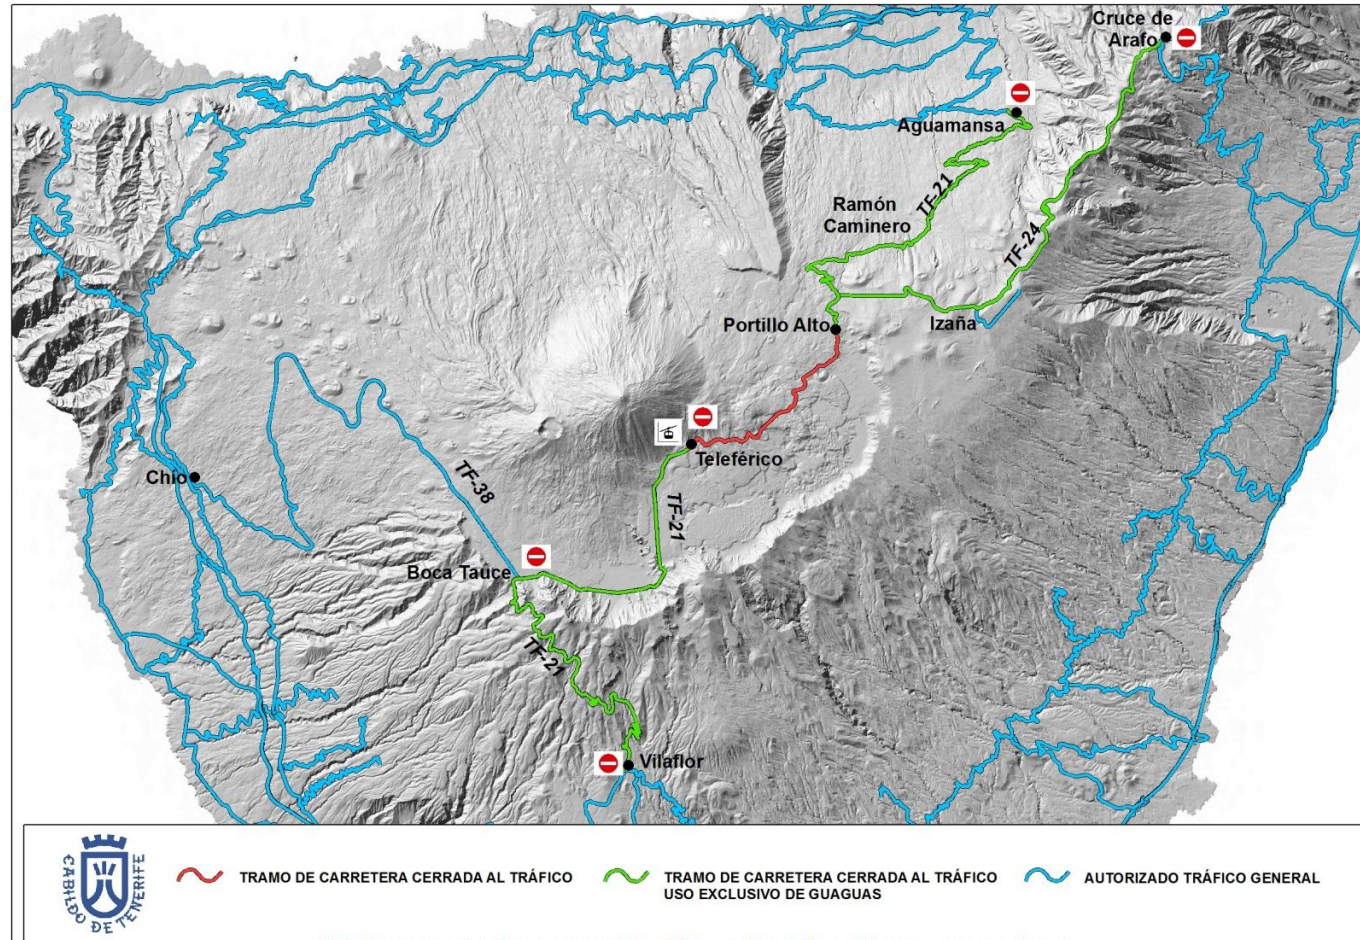 Cruce de
Arafo
Aguamansa
Ramón
Caminero
TF-21
TF-24
Portillo Alto
Izaña
Teleférico
Chío
TF-38
TF-21
Boca Taúce
TF-21
Vilaflor
CABILDO DE TENERIFE
TRAMO DE CARRETERA CERRADA AL TRÁFICO
TRAMO DE CARRETERA CERRADA AL TRÁFICO
USO EXCLUSIVO DE GUAGUAS
AUTORIZADO TRÁFICO GENERAL